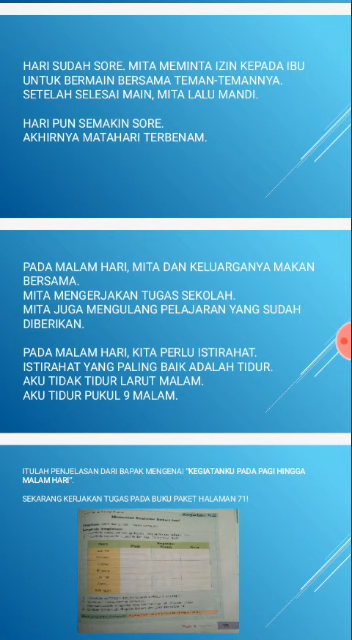 HARI SUDAH SORE. MITA MEMINTA IZIN KEPADA IBU
UNTUK BERMAIN BERSAMA TEMAN-TEMANNYA.
SETELAH SELESAI MAIN, MITA LALU MANDI.
HARI PUN SEMAKIN SORE.
AKHIRNYA MATAHARI TERBENAM.
PADA MALAM HARI, MITA DAN KELUARGANYA MAKAN
BERSAMA.
MITA MENGERJAKAN TUGAS SEKOLAH.
MITA JUGA MENGULANG PELAJARAN YANG SUDAH
DIBERIKAN.
PADA MALAM HARI, KITA PERLU ISTIRAHAT.
ISTIRAHAT YANG PALING BAIK ADALAH TIDUR.
AKU TIDAK TIDUR LARUT MALAM.
AKU TIDUR PUKUL 9 MALAM.
ITULAH PENJELASAN DARI BAPAK MENGENAI "KEGIATANKU PADA PAGI HINGGA
MALAM HARI".
SEKARANG KERJAKAN TUGAS PADA BUKU PAKET HALAMAN 71!